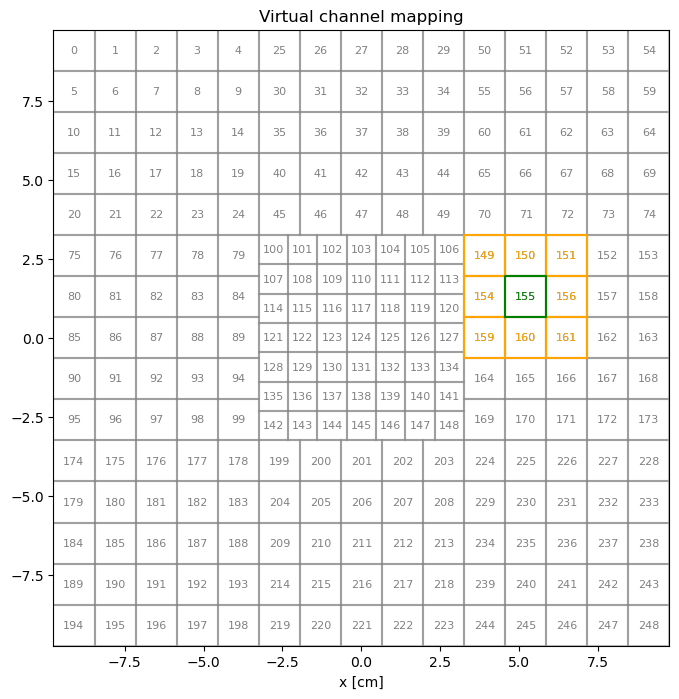 Virtual channel mapping
0 1 2 3 4 25 26 27 28 29 50 51 52 53 54
7.5 5 6 7 8 9 30 31 32 33 34 55 56 57 58 59
10 11 12 13 14 35 36 37 38 39 60 61 62 63 64
5.0 15 16 17 18 19 40 41 42 43 44 65 66 67 68 69
20 21 22 23 24 45 46 47 48 49 70 71 72 73 74
2.5 75 76 77 78 79 100 101 102 103 104 105 106 149 150 151 152 153
107 108 109 110 111 112 113
80 81 82 83 84 114 115 116 117 118 119 120 154 155 156 157 158
0.0 85 86 87 88 89 121 122 123 124 125 126 127 159 160 161 162 163
90 91 92 93 94 128 129 130 131 132 133 134 164 165 166 167 168
135 136 137 138 139 140 141
−2.5 95 96 97 98 99 142 143 144 145 146 147 148 169 170 171 172 173
174 175 176 177 178 199 200 201 202 203 224 225 226 227 228
−5.0 179 180 181 182 183 204 205 206 207 208 229 230 231 232 233
184 185 186 187 188 209 210 211 212 213 234 235 236 237 238
−7.5 189 190 191 192 193 214 215 216 217 218 239 240 241 242 243
194 195 196 197 198 219 220 221 222 223 244 245 246 247 248
−7.5 −5.0 −2.5 0.0 2.5 5.0 7.5
x [cm]